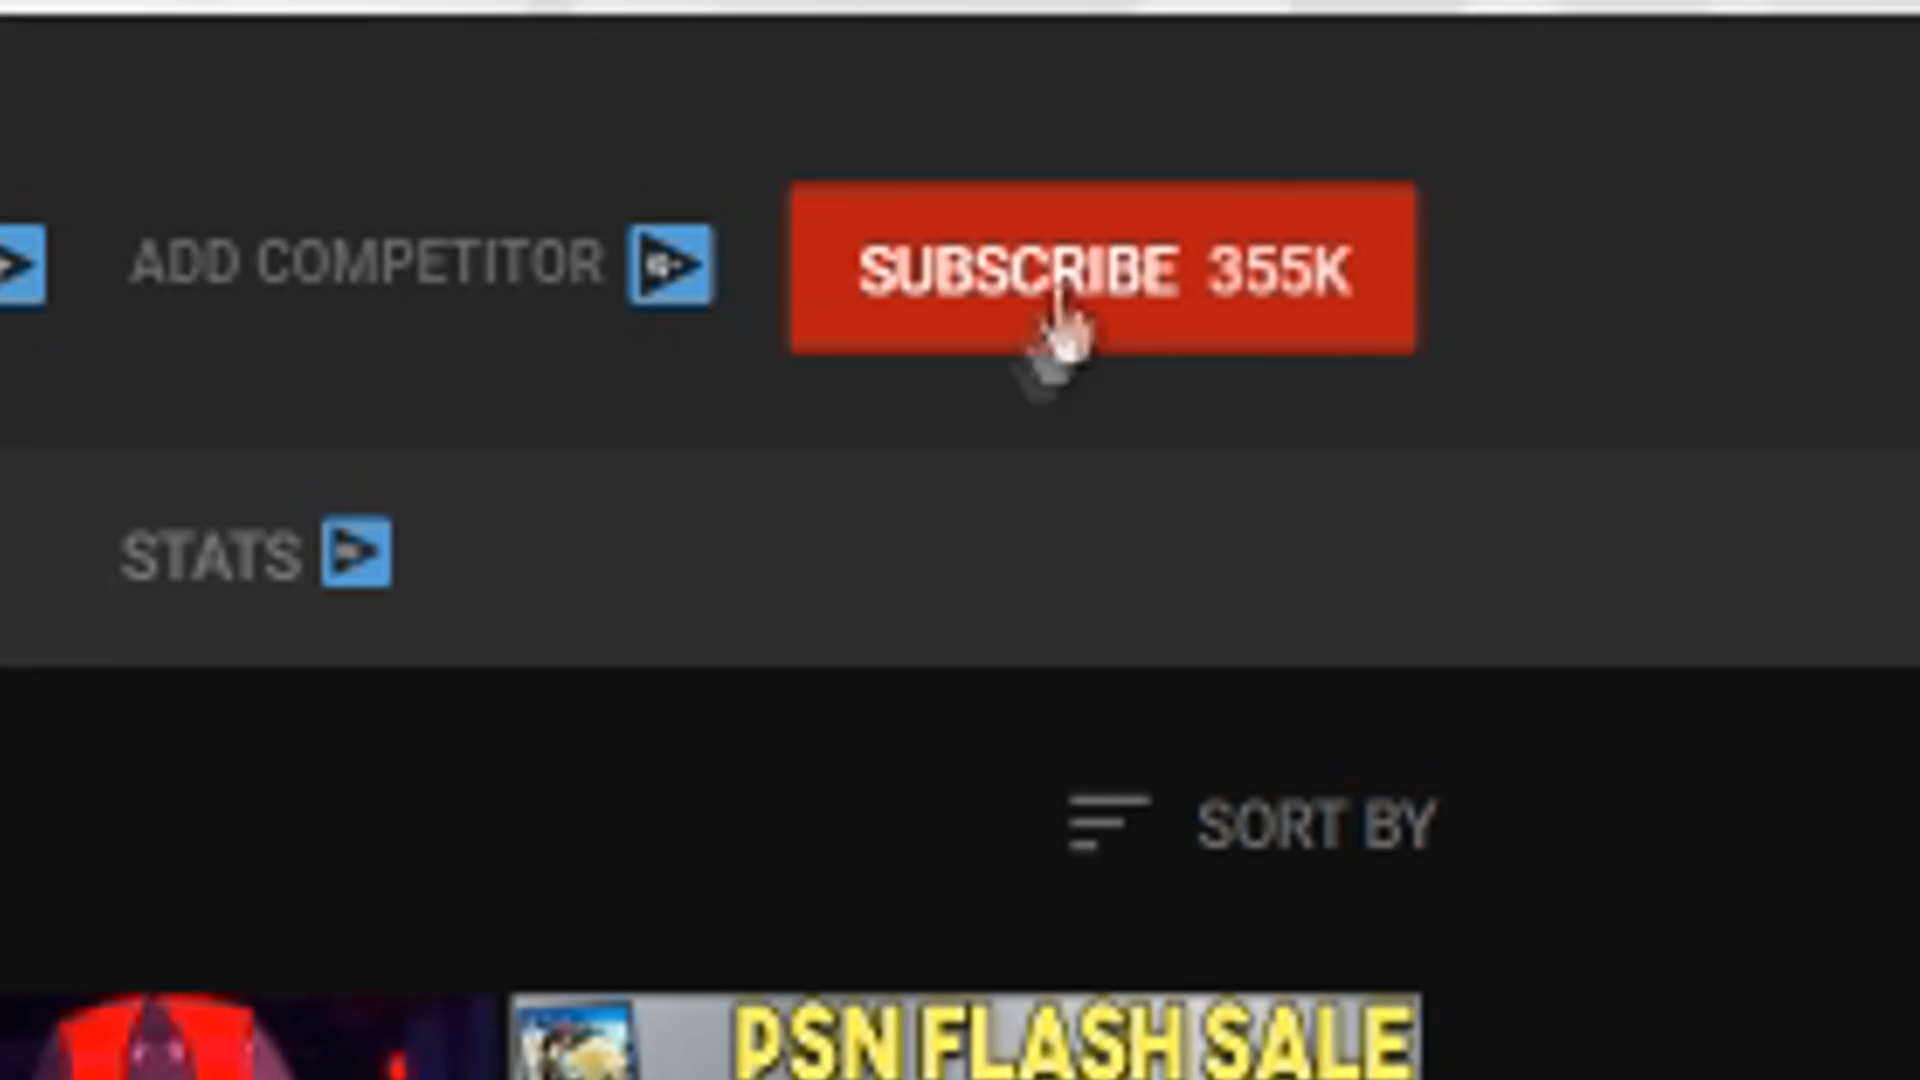 ADD COMPETITOR
SUBSCRIBE 355K
STATS
SORT BY
PSN FLASH SALE